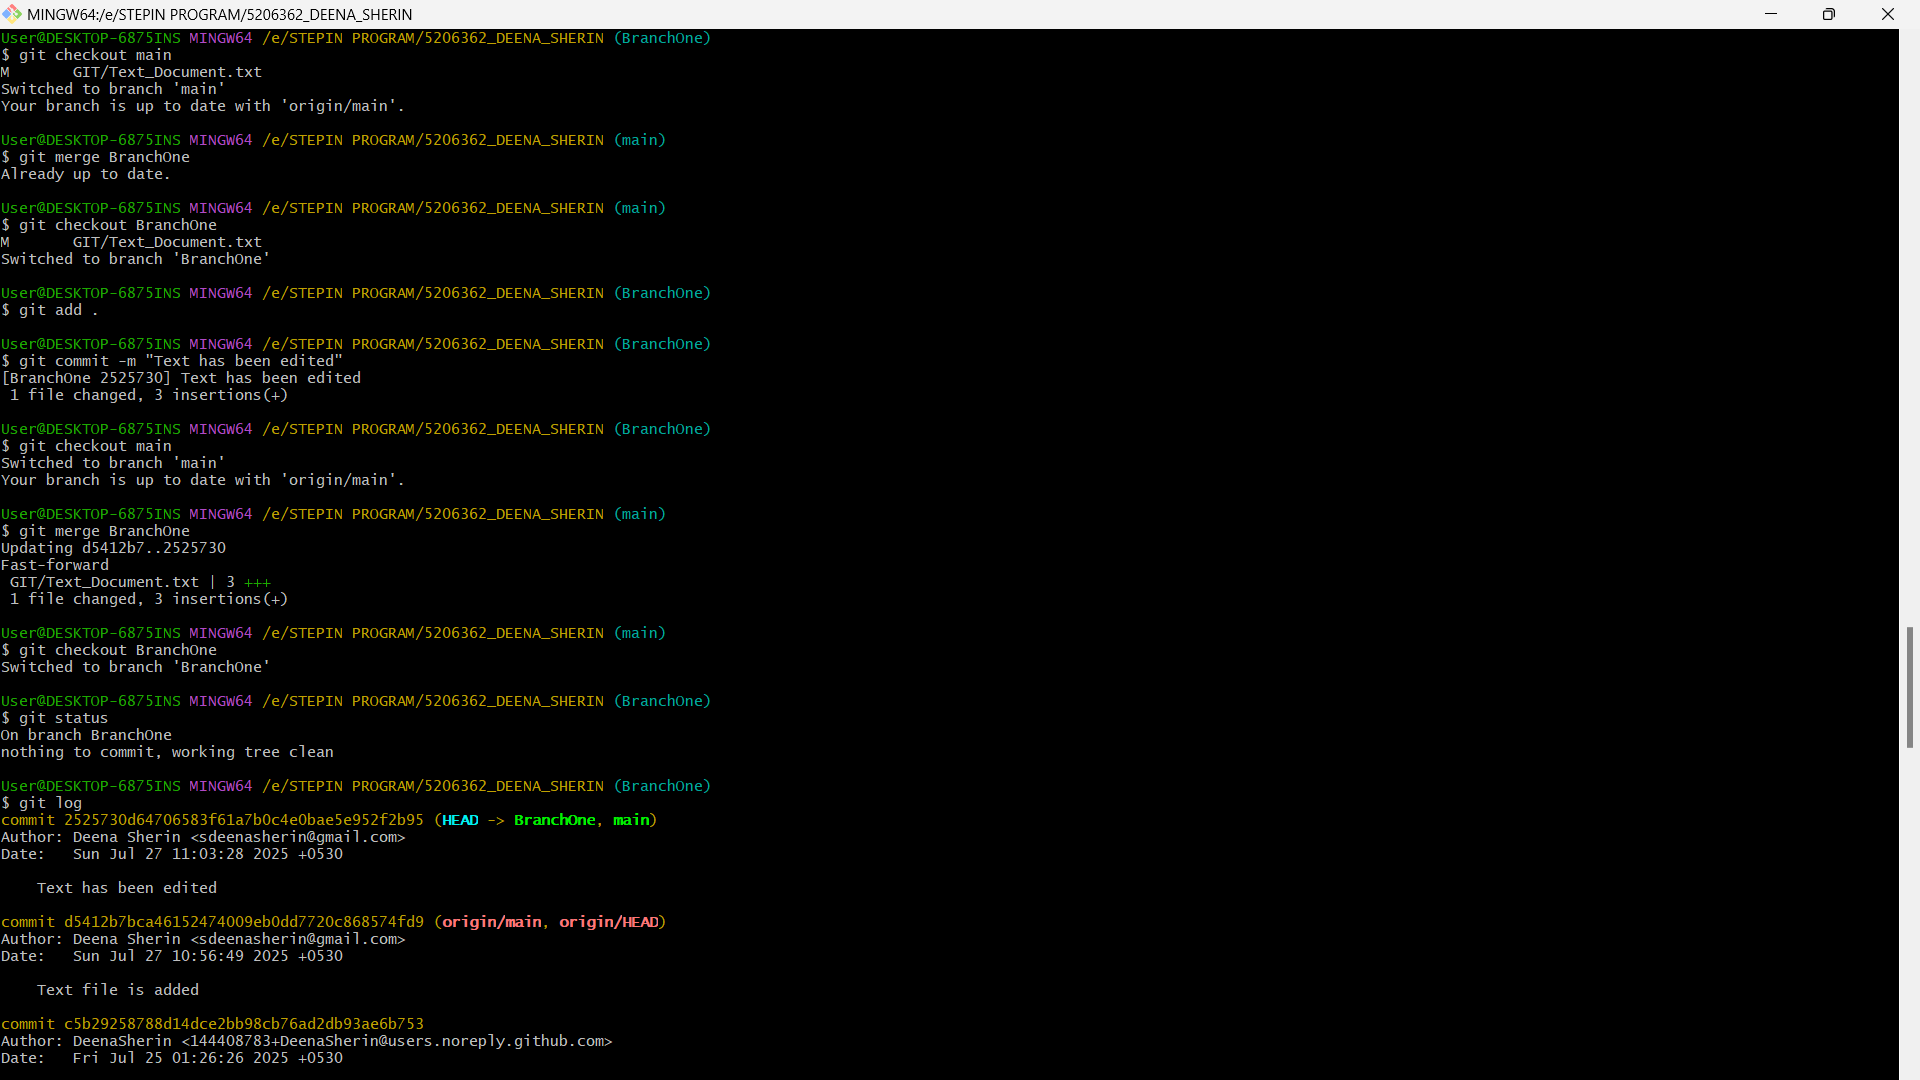 MINGW64:/e/STEPIN PROGRAM/5206362_DEENA_SHERIN
User@DESKTOP-6875INS MINGW64 /e/STEPIN PROGRAM/5206362_DEENA_SHERIN (BranchOne)
$ git checkout main
M       GIT/Text_Document.txt
Switched to branch 'main'
Your branch is up to date with 'origin/main'.
User@DESKTOP-6875INS MINGW64 /e/STEPIN PROGRAM/5206362_DEENA_SHERIN (main)
$ git merge BranchOne
Already up to date.
User@DESKTOP-6875INS MINGW64 /e/STEPIN PROGRAM/5206362_DEENA_SHERIN (main)
$ git checkout BranchOne
M       GIT/Text_Document.txt
Switched to branch 'BranchOne'
User@DESKTOP-6875INS MINGW64 /e/STEPIN PROGRAM/5206362_DEENA_SHERIN (BranchOne)
$ git add .
User@DESKTOP-6875INS MINGW64 /e/STEPIN PROGRAM/5206362_DEENA_SHERIN (BranchOne)
$ git commit -m "Text has been edited"
[BranchOne 2525730] Text has been edited
 1 file changed, 3 insertions(+)
User@DESKTOP-6875INS MINGW64 /e/STEPIN PROGRAM/5206362_DEENA_SHERIN (BranchOne)
$ git checkout main
Switched to branch 'main'
Your branch is up to date with 'origin/main'.
User@DESKTOP-6875INS MINGW64 /e/STEPIN PROGRAM/5206362_DEENA_SHERIN (main)
$ git merge BranchOne
Updating d5412b7..2525730
Fast-forward
 GIT/Text_Document.txt | 3 +++
 1 file changed, 3 insertions(+)
User@DESKTOP-6875INS MINGW64 /e/STEPIN PROGRAM/5206362_DEENA_SHERIN (main)
$ git checkout BranchOne
Switched to branch 'BranchOne'
User@DESKTOP-6875INS MINGW64 /e/STEPIN PROGRAM/5206362_DEENA_SHERIN (BranchOne)
$ git status
On branch BranchOne
nothing to commit, working tree clean
User@DESKTOP-6875INS MINGW64 /e/STEPIN PROGRAM/5206362_DEENA_SHERIN (BranchOne)
$ git log
commit 2525730d64706583f61a7b0c4e0bae5e952f2b95 (HEAD -> BranchOne, main)
Author: Deena Sherin <sdeenasherin@gmail.com>
Date:   Sun Jul 27 11:03:28 2025 +0530
    Text has been edited
commit d5412b7bca46152474009eb0dd7720c868574fd9 (origin/main, origin/HEAD)
Author: Deena Sherin <sdeenasherin@gmail.com>
Date:   Sun Jul 27 10:56:49 2025 +0530
    Text file is added
commit c5b29258788d14dce2bb98cb76ad2db93ae6b753
Author: DeenaSherin <144408783+DeenaSherin@users.noreply.github.com>
Date:   Fri Jul 25 01:26:26 2025 +0530